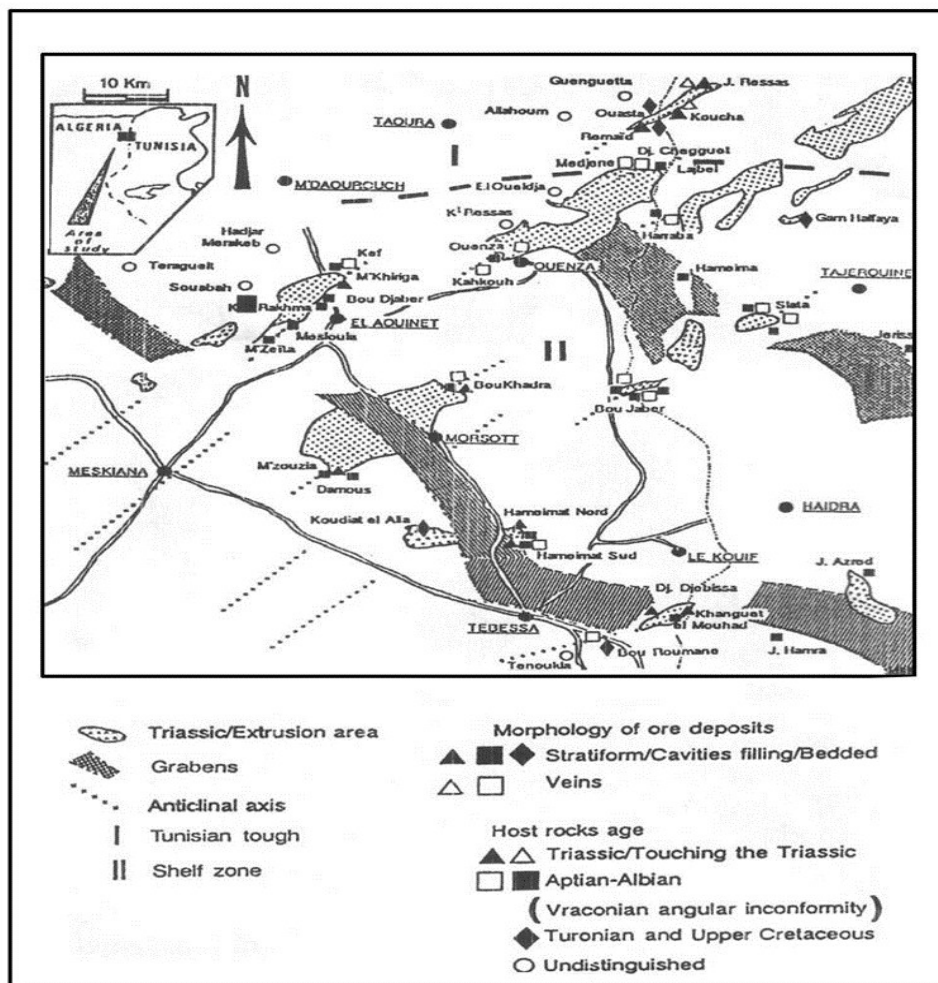 10 Km
N
ALGERIA
TUNISIA
Area
of
study
Guenguetta
J. Ressas
Allahoum
Ouasta
Koucha
TAOURA
Remaid
I
Dj. Chegguet
Medjene
Lajbel
M'DAOUROUCH
E.l Oueldja
Kl Ressas
Garn Halfaya
Harraba
Hadjar
Merakeb
Kef
Ouenza
OUENZA
Hameima
M'Khiriga
Kahkouh
TAJEROUINE
Teraguelt
Souabah
Bou Djaber
Slata
Rakhma
EL AOUINET
Mesloula
M'Zeita
II
BouKhadra
Bou Jaber
MORSOTT
MESKIANA
M'zouzia
Damous
Hameimat Nord
HAIDRA
Koudiat el Alia
Hameimat Sud
LE KOUIF
J. Azred
Dj. Djebissa
Khanguet
el Mouhad
TEBESSA
Bou Roumane
J. Hamra
Tenoukla
Triassic/Extrusion area
Grabens
Anticlinal axis
I Tunisian tough
II Shelf zone
Morphology of ore deposits
Stratiform/Cavities filling/Bedded
Veins
Host rocks age
Triassic/Touching the Triassic
Aptian-Albian
(Vraconian angular inconformity)
Turonian and Upper Cretaceous
Undistinguished